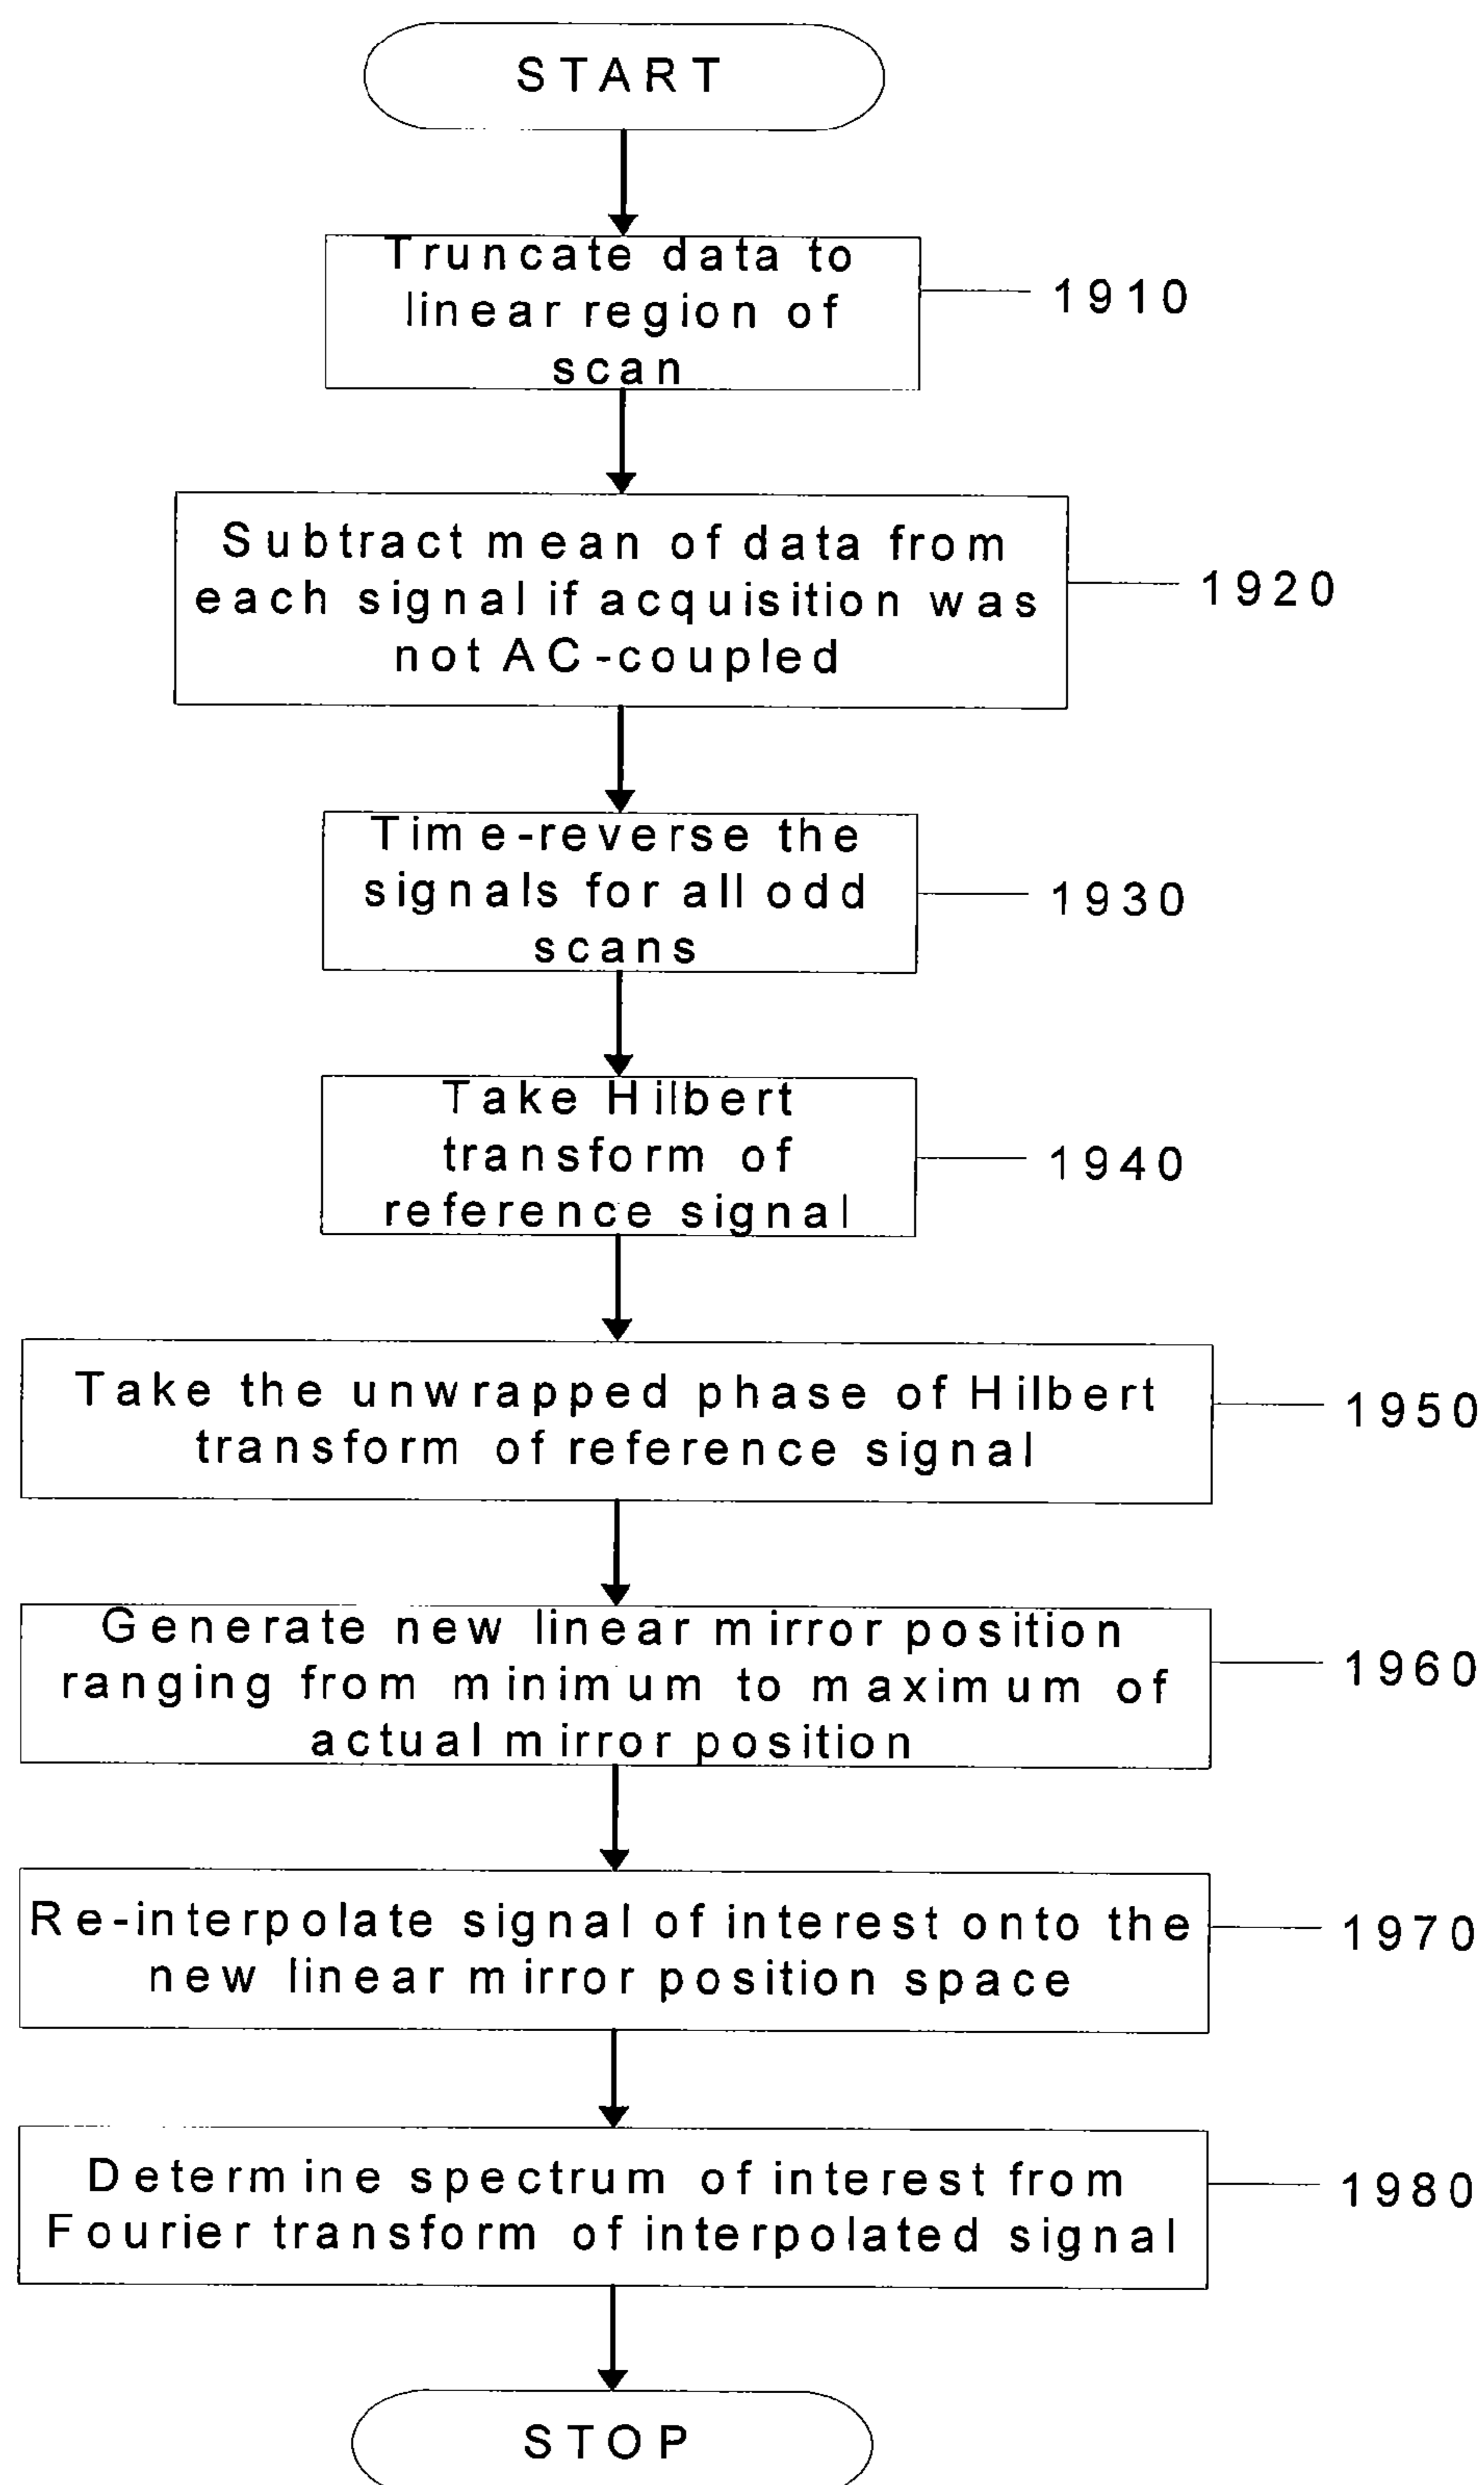 START
Truncate data to
linear region of
scan
1910
Subtract mean of data from
each signal if acquisition was
not AC-coupled
1920
Time-reverse the
signals for all odd
scans
1930
Take Hilbert
transform of
reference signal
1940
Take the unwrapped phase of Hilbert
transform of reference signal
1950
Generate new linear mirror position
ranging from minimum to maximum of
actual mirror position
1960
Re-interpolate signal of interest onto the
new linear mirror position space
1970
Determine spectrum of interest from
Fourier transform of interpolated signal
1980
STOP